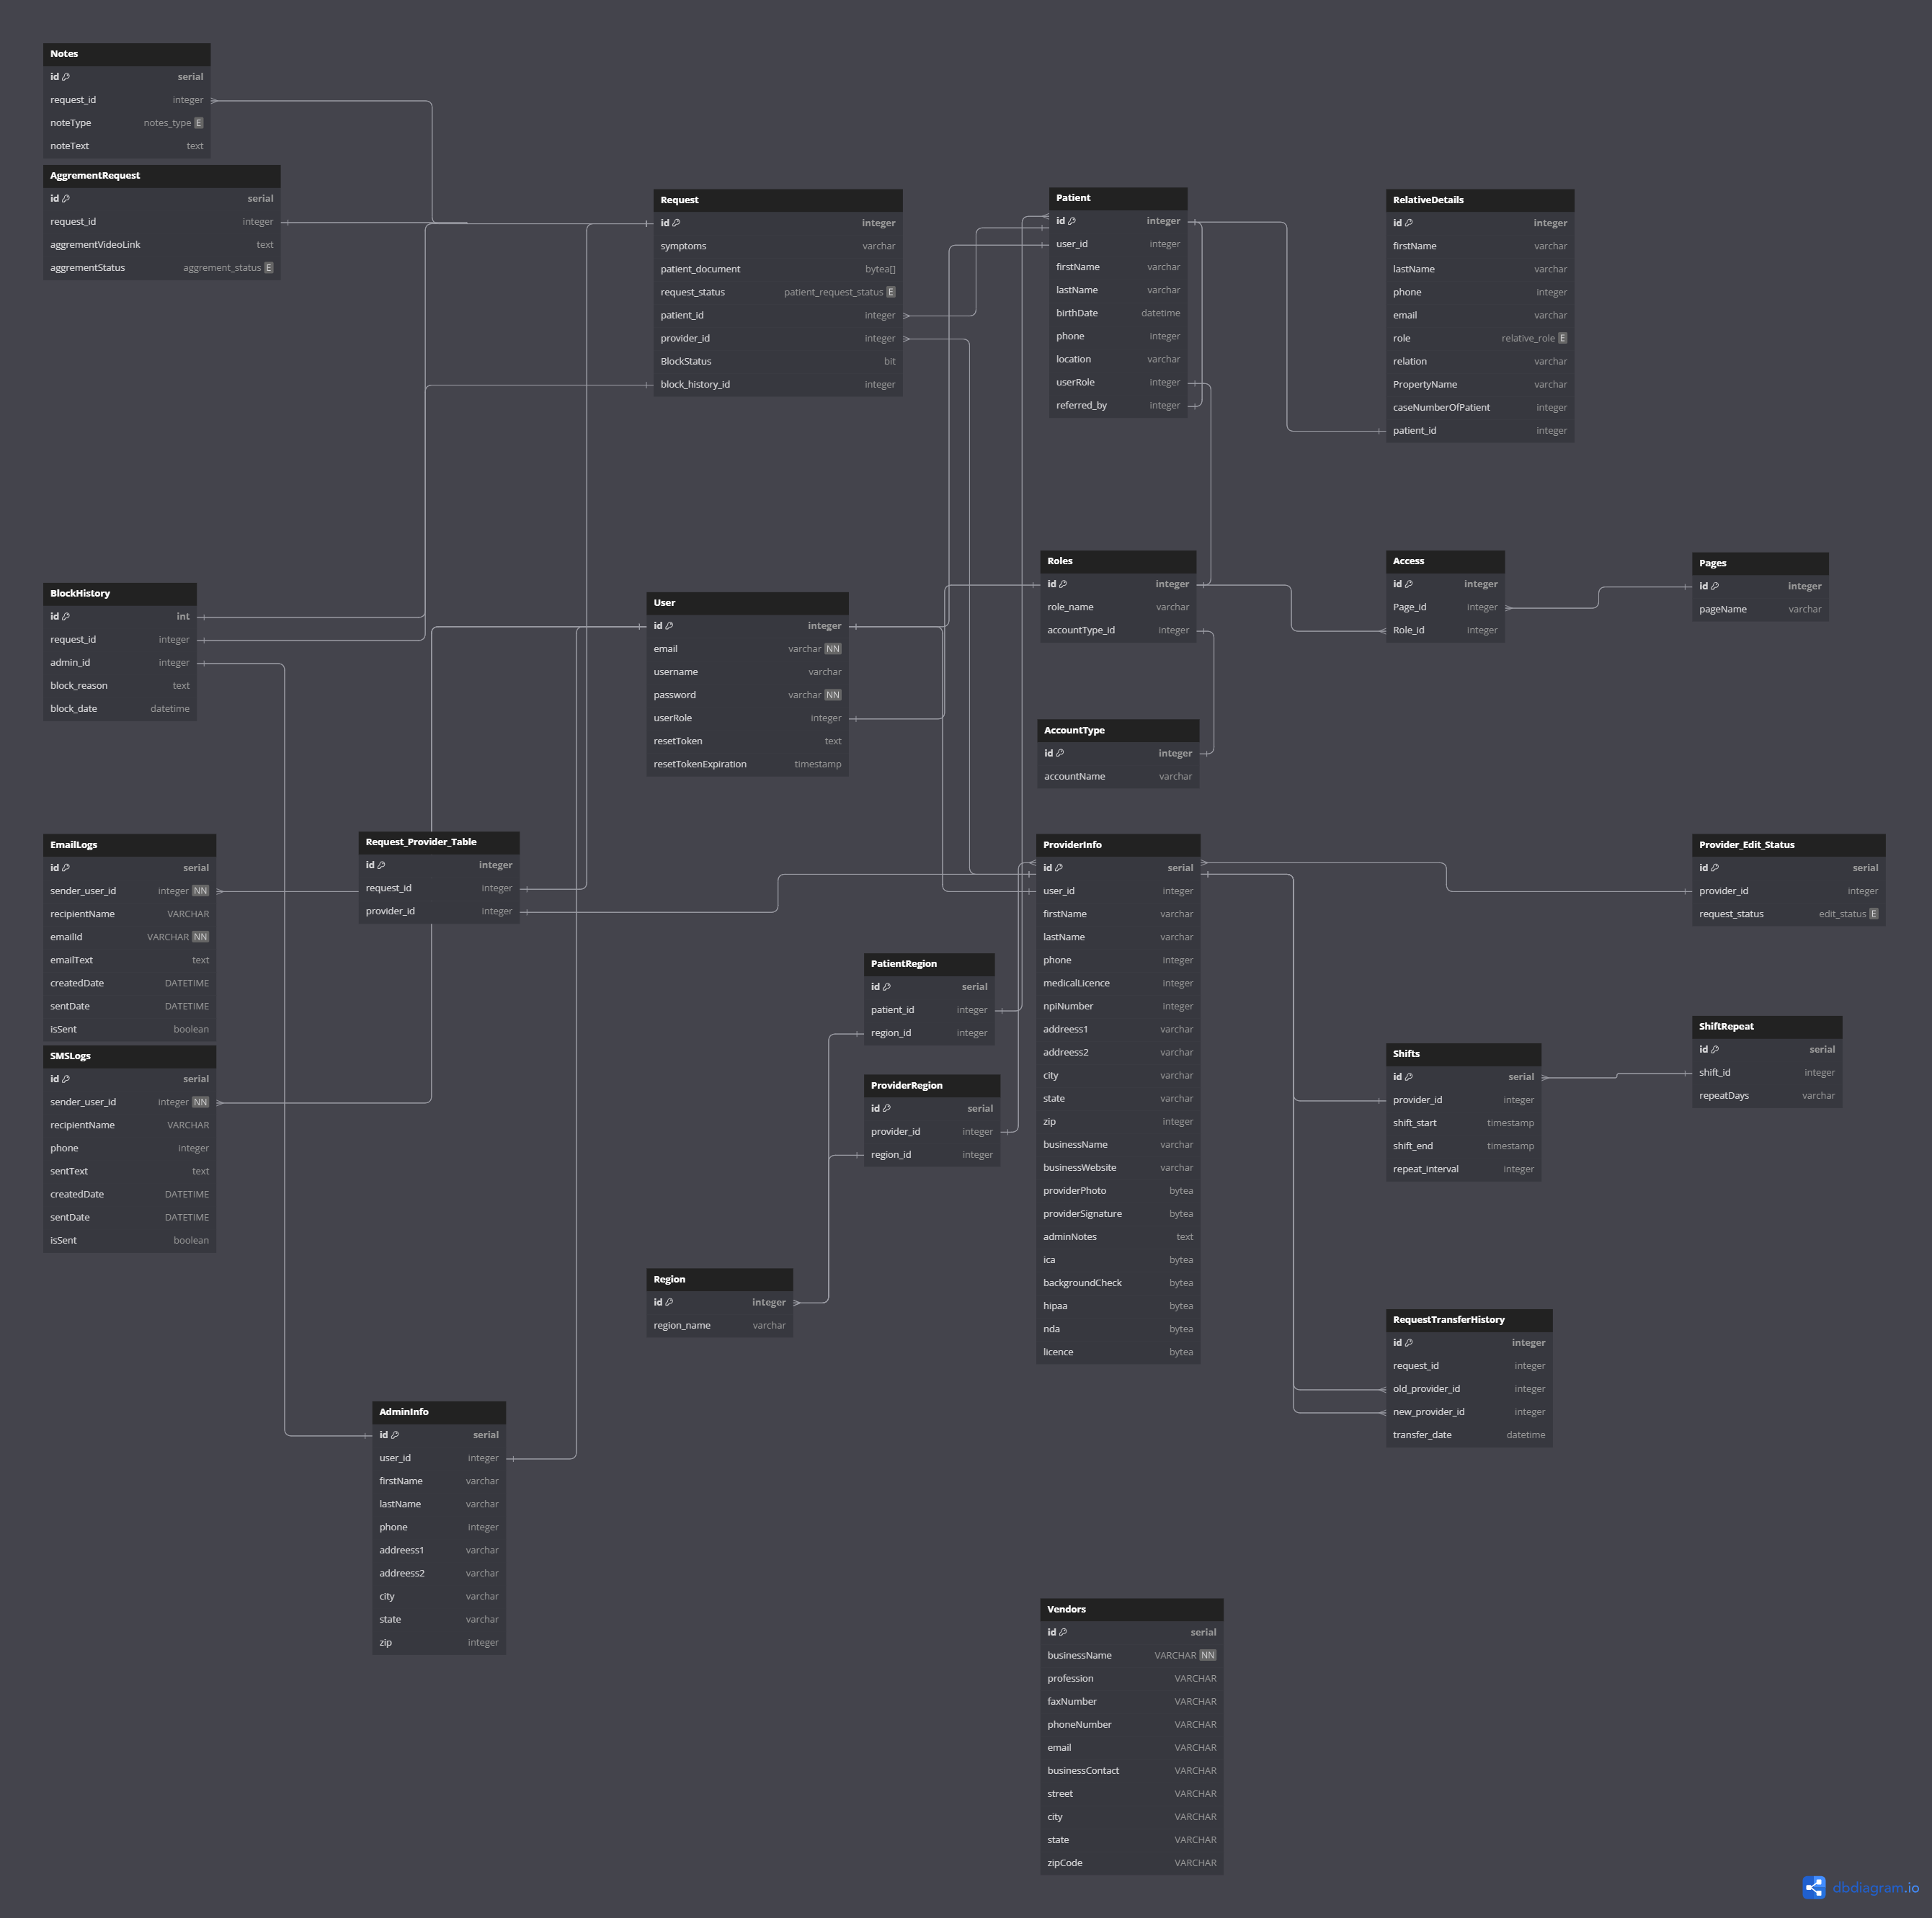 Notes
id serial
request_id integer
noteType notes_type E
noteText text
AggrementRequest
id serial
request_id integer
aggrementVideoLink text
aggrementStatus aggrement_status E
Request
id integer
symptoms varchar
patient_document bytea[]
request_status patient_request_status E
patient_id integer
provider_id integer
BlockStatus bit
block_history_id integer
Patient
id integer
user_id integer
firstName varchar
lastName varchar
birthDate datetime
phone integer
location varchar
userRole integer
referred_by integer
RelativeDetails
id integer
firstName varchar
lastName varchar
phone integer
email varchar
role relative_role E
relation varchar
PropertyName varchar
caseNumberOfPatient integer
patient_id integer
BlockHistory
id int
request_id integer
admin_id integer
block_reason text
block_date datetime
User
id integer
email varchar NN
username varchar
password varchar NN
userRole integer
resetToken text
resetTokenExpiration timestamp
Roles
id integer
role_name varchar
accountType_id integer
Access
id integer
Page_id integer
Role_id integer
Pages
id integer
pageName varchar
AccountType
id integer
accountName varchar
EmailLogs
id serial
sender_user_id integer NN
recipientName VARCHAR
emailId VARCHAR NN
emailText text
createdDate DATETIME
sentDate DATETIME
isSent boolean
Request_Provider_Table
id integer
request_id integer
provider_id integer
ProviderInfo
id serial
user_id integer
firstName varchar
lastName varchar
phone integer
medicalLicence integer
npiNumber integer
addreess1 varchar
addreess2 varchar
city varchar
state varchar
zip integer
businessName varchar
businessWebsite varchar
providerPhoto bytea
providerSignature bytea
adminNotes text
ica bytea
backgroundCheck bytea
hipaa bytea
nda bytea
licence bytea
Provider_Edit_Status
id serial
provider_id integer
request_status edit_status E
PatientRegion
id serial
patient_id integer
region_id integer
ProviderRegion
id serial
provider_id integer
region_id integer
SMSLogs
id serial
sender_user_id integer NN
recipientName VARCHAR
phone integer
sentText text
createdDate DATETIME
sentDate DATETIME
isSent boolean
Shifts
id serial
provider_id integer
shift_start timestamp
shift_end timestamp
repeat_interval integer
ShiftRepeat
id serial
shift_id integer
repeatDays varchar
Region
id integer
region_name varchar
RequestTransferHistory
id integer
request_id integer
old_provider_id integer
new_provider_id integer
transfer_date datetime
AdminInfo
id serial
user_id integer
firstName varchar
lastName varchar
phone integer
addreess1 varchar
addreess2 varchar
city varchar
state varchar
zip integer
Vendors
id serial
businessName VARCHAR NN
profession VARCHAR
faxNumber VARCHAR
phoneNumber VARCHAR
email VARCHAR
businessContact VARCHAR
street VARCHAR
city VARCHAR
state VARCHAR
zipCode VARCHAR
dbdiagram.io